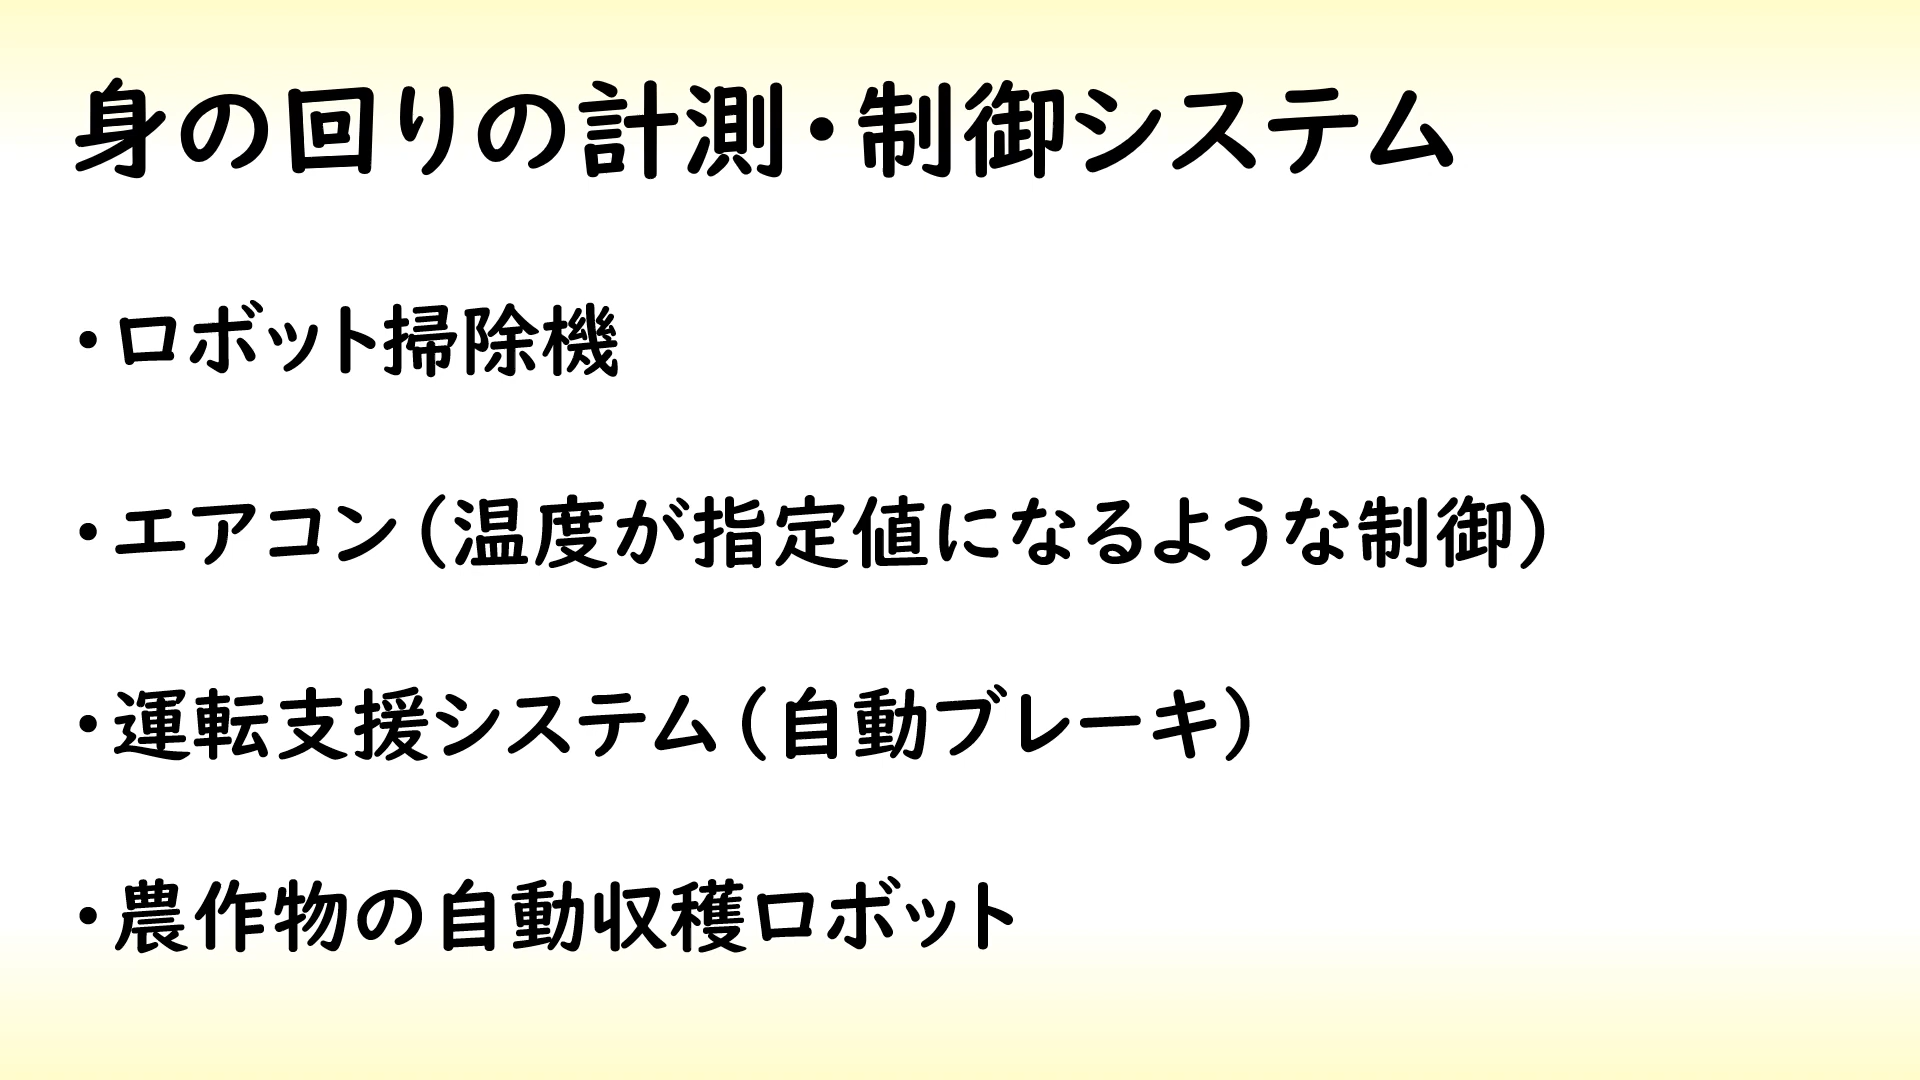 身の回りの計測・制御システム
・ロボット掃除機
・エアコン（温度が指定値になるような制御）
・運転支援システム（自動ブレーキ）
・農作物の自動収穫ロボット